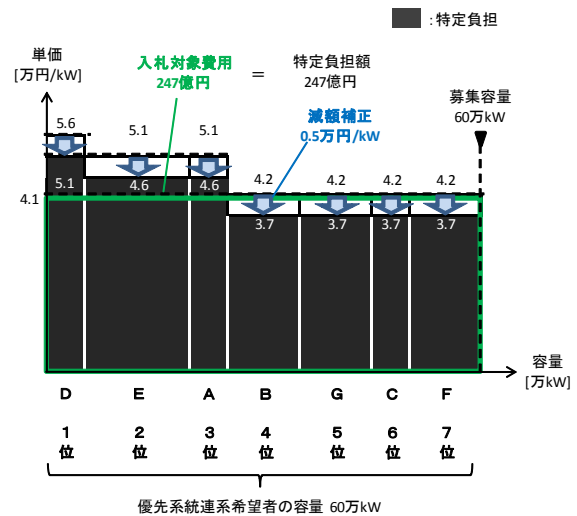 ：特定負担
単価
[万円/kW]
入札対象費用
247億円
＝
特定負担額
247億円
減額補正
0.5万円/kW
募集容量
60万kW
5.6
5.1
5.1
4.2
4.2
4.2
4.2
5.1
4.6
4.6
3.7
3.7
3.7
3.7
4.1
容量
[万kW]
D E A B G C F
1位 2位 3位 4位 5位 6位 7位
優先系統連系希望者の容量 60万kW